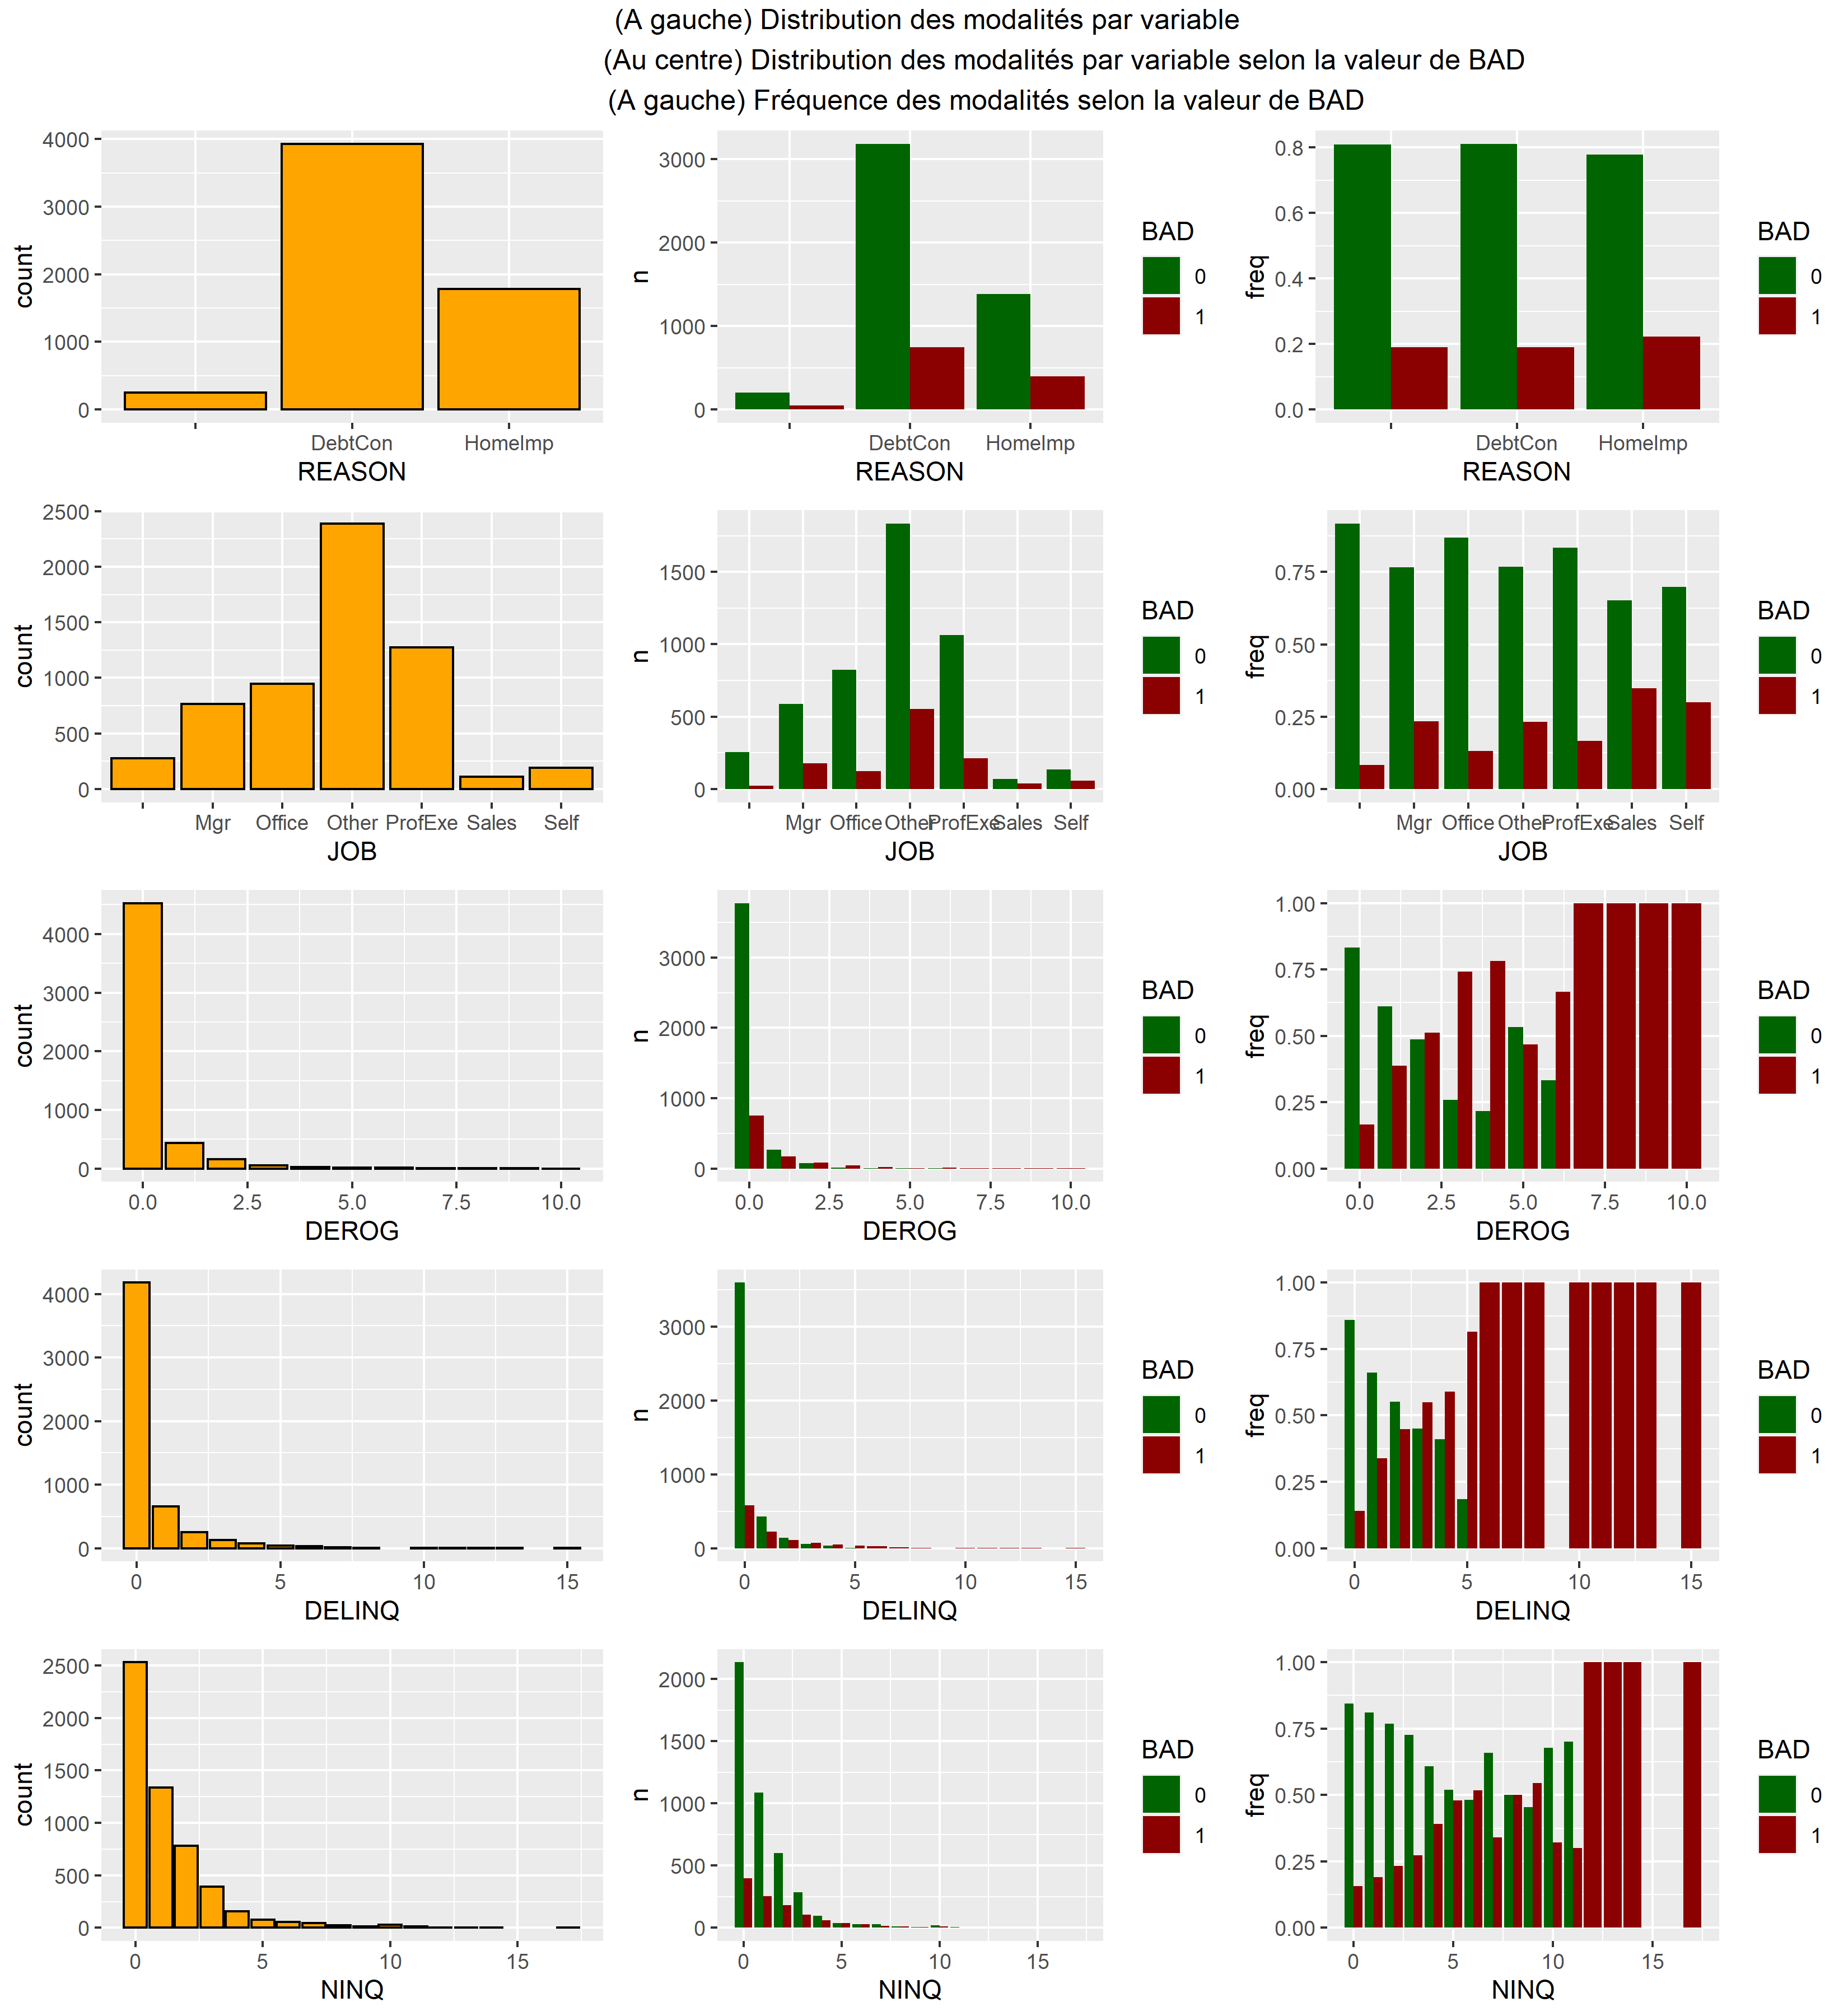 (A gauche) Distribution des modalités par variable
(Au centre) Distribution des modalités par variable selon la valeur de BAD
(A gauche) Fréquence des modalités selon la valeur de BAD
count
4000
3000
2000
1000
0
DebtCon HomeImp
REASON
n
3000
2000
1000
0
DebtCon HomeImp
REASON
BAD
0
1
freq
0.8
0.6
0.4
0.2
0.0
DebtCon HomeImp
REASON
BAD
0
1
count
2500
2000
1500
1000
500
0
Mgr Office Other ProfExe Sales Self
JOB
n
1500
1000
500
0
Mgr Office Other ProfExe Sales Self
JOB
BAD
0
1
freq
0.75
0.50
0.25
0.00
Mgr Office Other ProfExe Sales Self
JOB
BAD
0
1
count
4000
3000
2000
1000
0
0.0 2.5 5.0 7.5 10.0
DEROG
n
3000
2000
1000
0
0.0 2.5 5.0 7.5 10.0
DEROG
BAD
0
1
freq
1.00
0.75
0.50
0.25
0.00
0.0 2.5 5.0 7.5 10.0
DEROG
BAD
0
1
count
4000
3000
2000
1000
0
0 5 10 15
DELINQ
n
3000
2000
1000
0
0 5 10 15
DELINQ
BAD
0
1
freq
1.00
0.75
0.50
0.25
0.00
0 5 10 15
DELINQ
BAD
0
1
count
2500
2000
1500
1000
500
0
0 5 10 15
NINQ
n
2000
1500
1000
500
0
0 5 10 15
NINQ
BAD
0
1
freq
1.00
0.75
0.50
0.25
0.00
0 5 10 15
NINQ
BAD
0
1